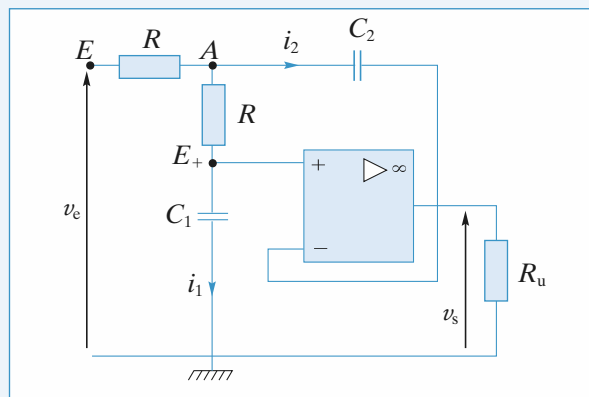 E R A i₂ C₂
R
E₊ + ▷ ∞
vₑ C₁
− Rᵤ
i₁ vₛ